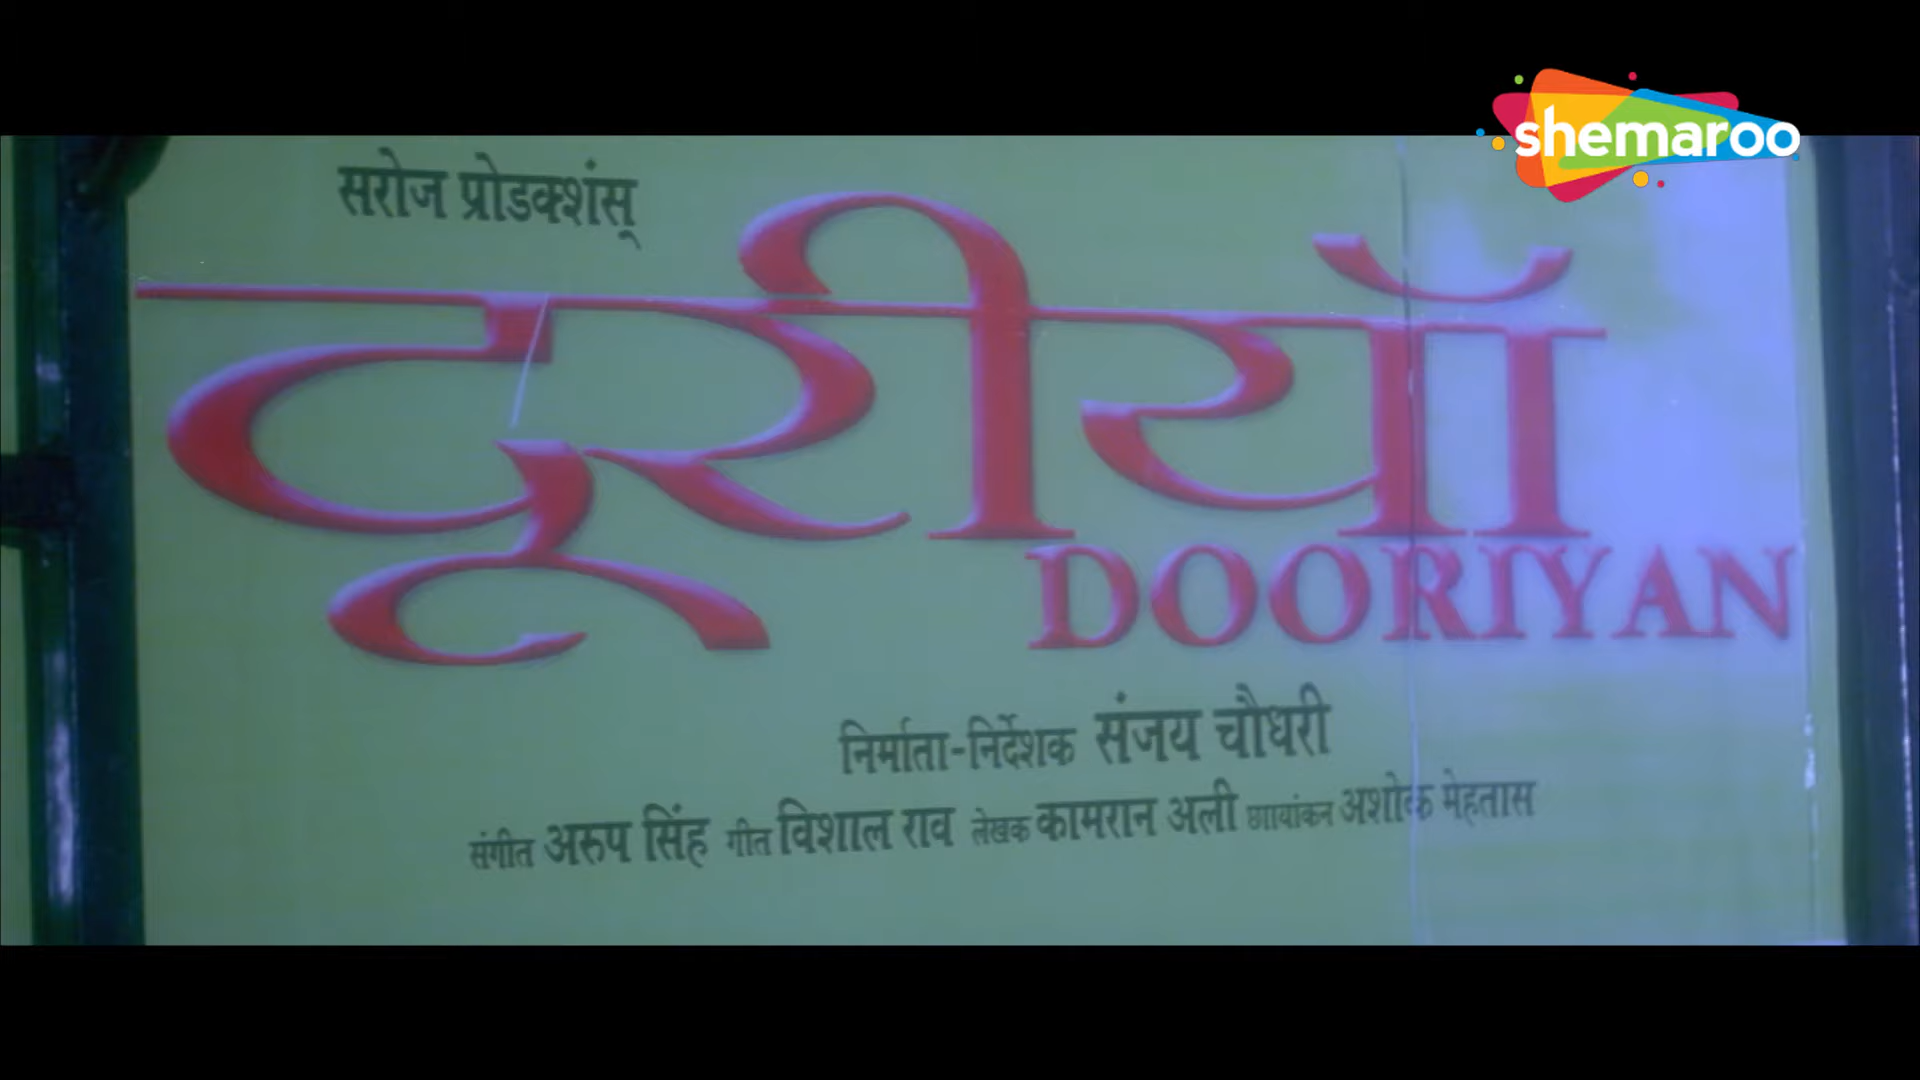 shemaroo
सरोज प्रोडक्शंस्
दूरीयाँ
DOORIYAN
निर्माता-निर्देशक संजय चौधरी
संगीत अरुप सिंह गीत विशाल राव लेखक कामरान अली छायांकन अशोक मेहतास